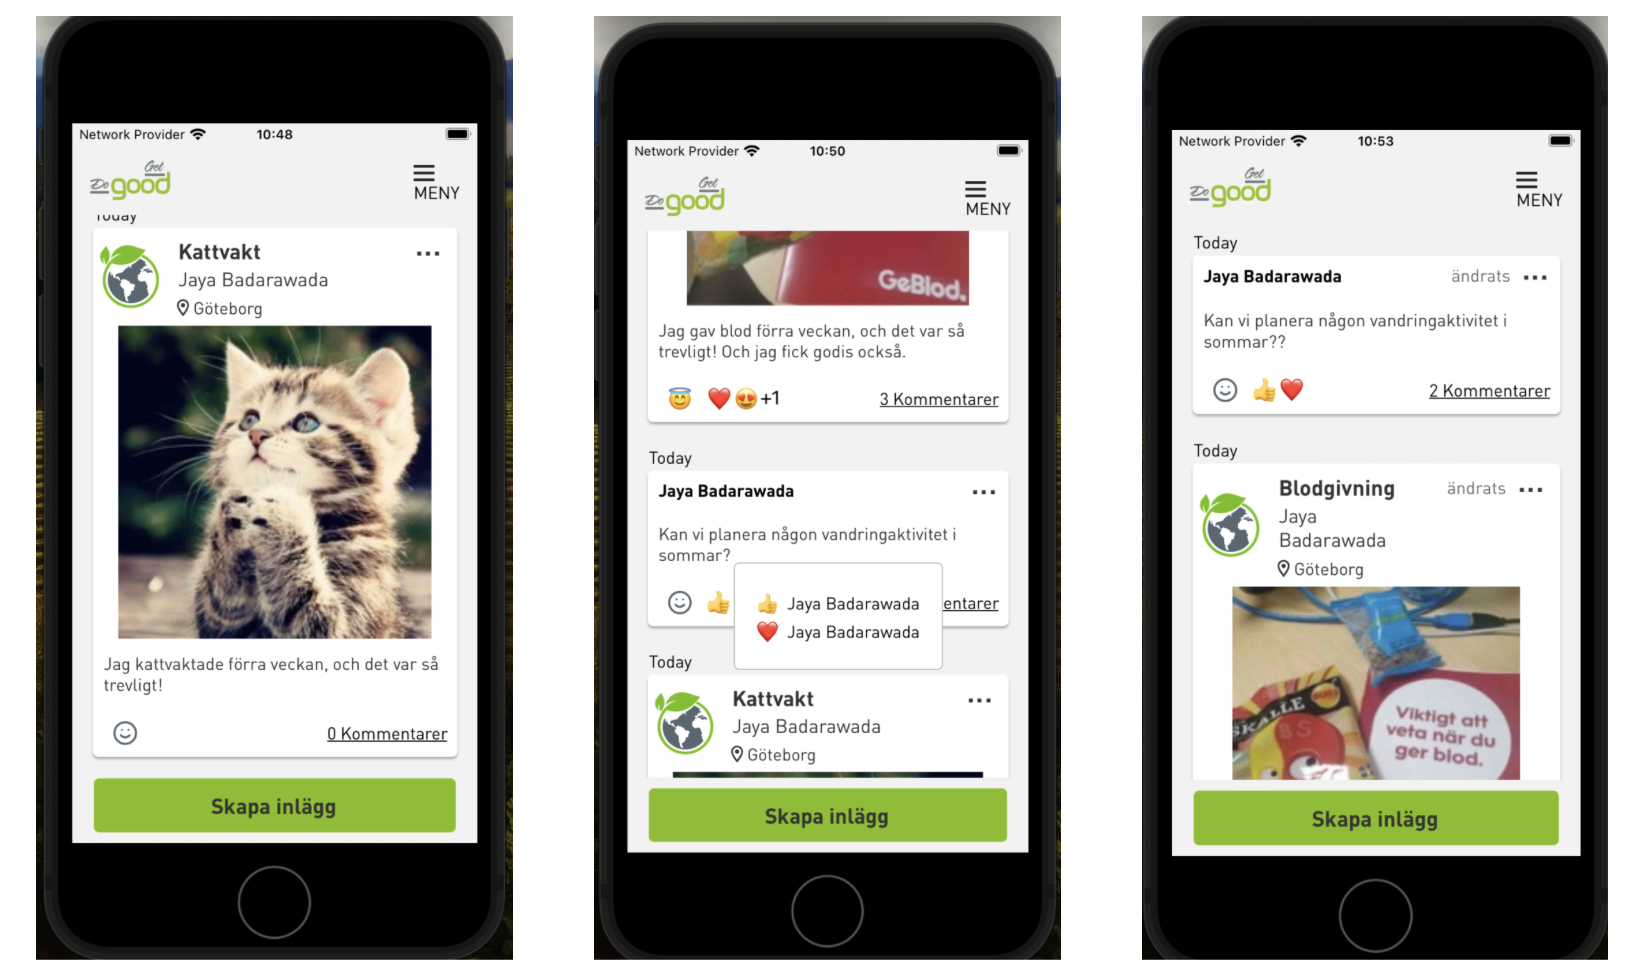 Network Provider 10:48
Do Get good
MENY
Today
Kattvakt
Jaya Badarawada
Göteborg
Jag kattvaktade förra veckan, och det var så
trevligt!
0 Kommentarer
Skapa inlägg
Network Provider 10:50
Do Get good
MENY
GeBlod.
Jag gav blod förra veckan, och det var så
trevligt! Och jag fick godis också.
+1 3 Kommentarer
Today
Jaya Badarawada
Kan vi planera någon vandringaktivitet i
sommar?
Jaya Badarawada
entarer
Jaya Badarawada
Today
Kattvakt
Jaya Badarawada
Göteborg
Skapa inlägg
Network Provider 10:53
Do Get good
MENY
Today
Jaya Badarawada ändrats
Kan vi planera någon vandringaktivitet i
sommar??
2 Kommentarer
Today
Blodgivning ändrats
Jaya
Badarawada
Göteborg
SKALLE
BUBS
Viktigt att
veta när du
ger blod.
Skapa inlägg